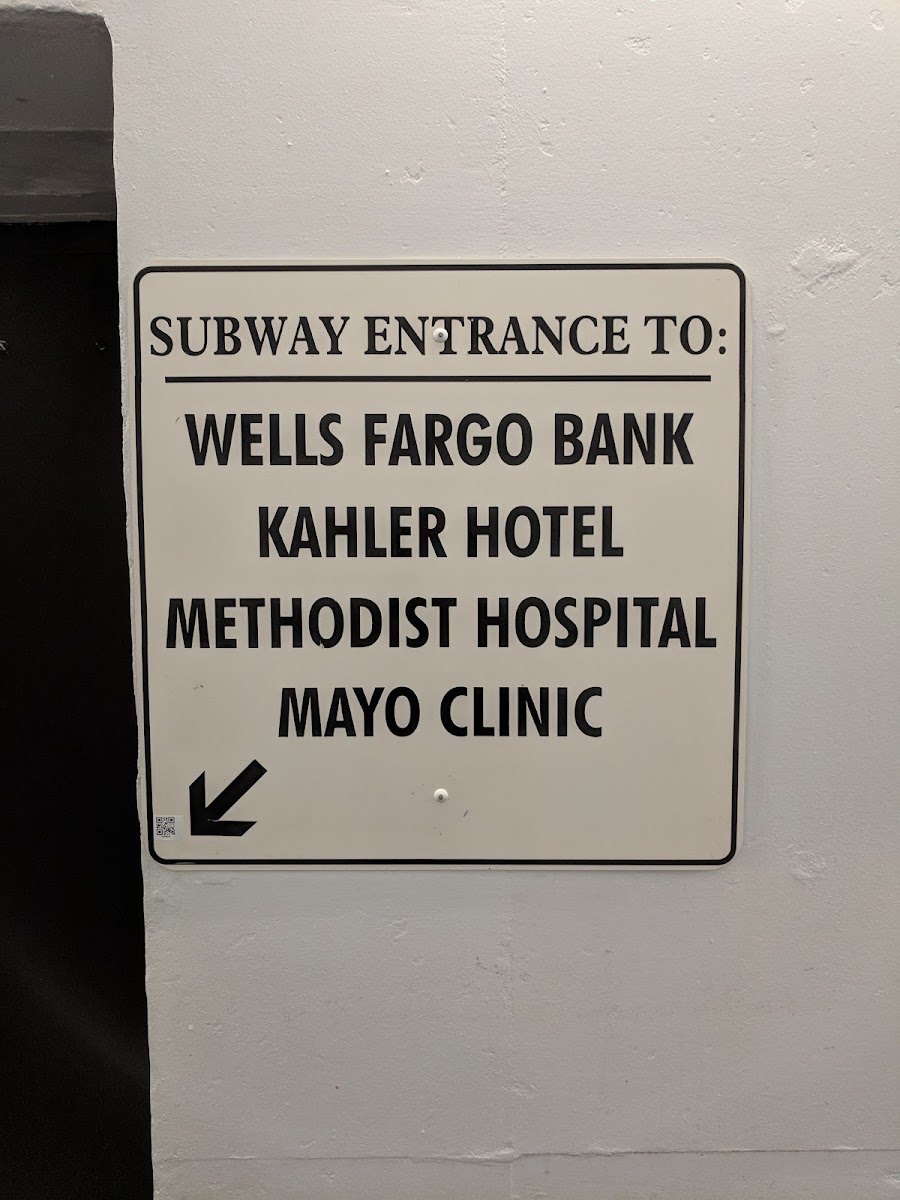 SUBWAY ENTRANCE TO:
WELLS FARGO BANK
KAHLER HOTEL
METHODIST HOSPITAL
MAYO CLINIC